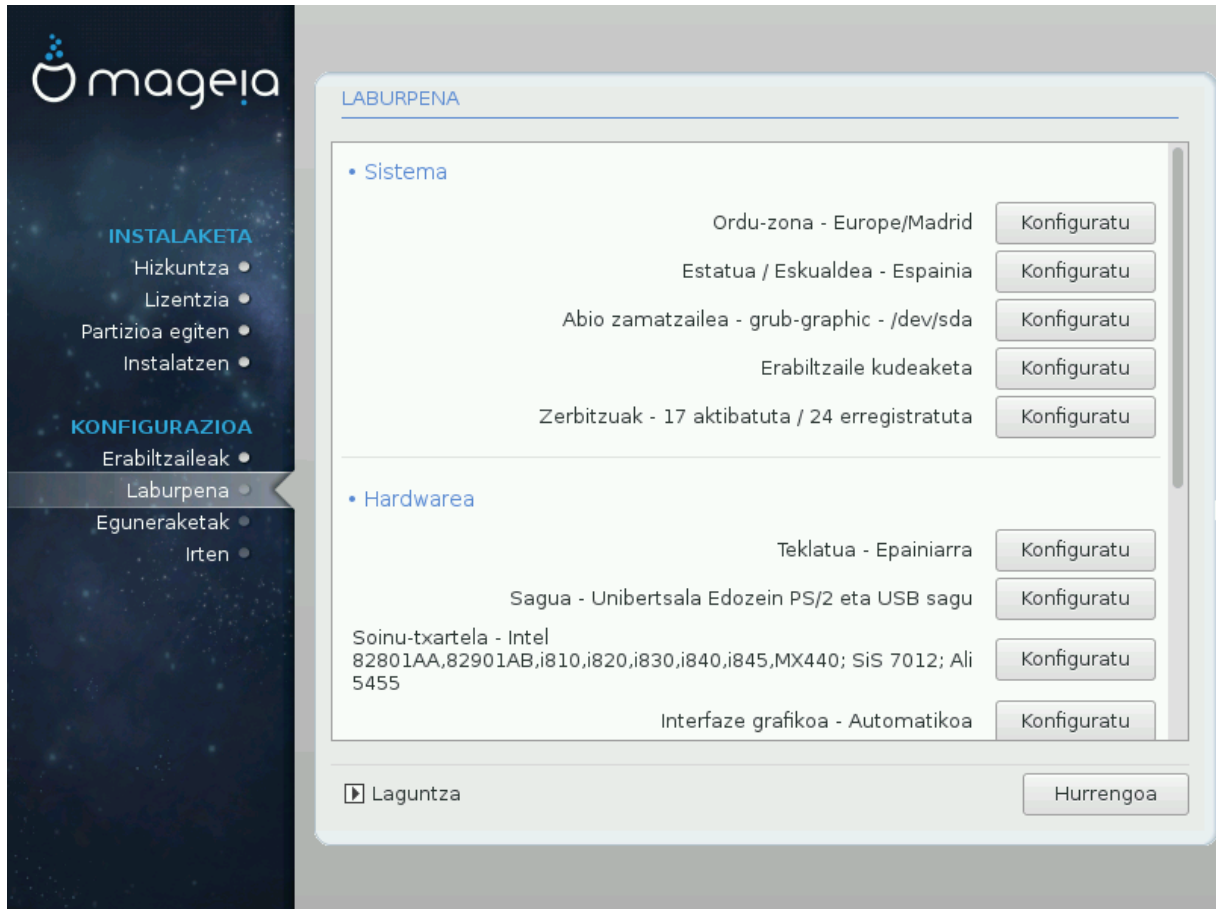 mageia
INSTALAKETA
Hizkuntza
Lizentzia
Partizioa egiten
Instalatzen
KONFIGURAZIOA
Erabiltzaileak
Laburpena
Eguneraketak
Irten
LABURPENA
• Sistema
Ordu-zona - Europe/Madrid
Konfiguratu
Estatua / Eskualdea - Espainia
Konfiguratu
Abio zamatzailea - grub-graphic - /dev/sda
Konfiguratu
Erabiltzaile kudeaketa
Konfiguratu
Zerbitzuak - 17 aktibatuta / 24 erregistratuta
Konfiguratu
• Hardwarea
Teklatua - Epainiarra
Konfiguratu
Sagua - Unibertsala Edozein PS/2 eta USB sagu
Konfiguratu
Soinu-txartela - Intel
82801AA,82901AB,i810,i820,i830,i840,i845,MX440; SiS 7012; Ali
5455
Konfiguratu
Interfaze grafikoa - Automatikoa
Konfiguratu
Laguntza
Hurrengoa